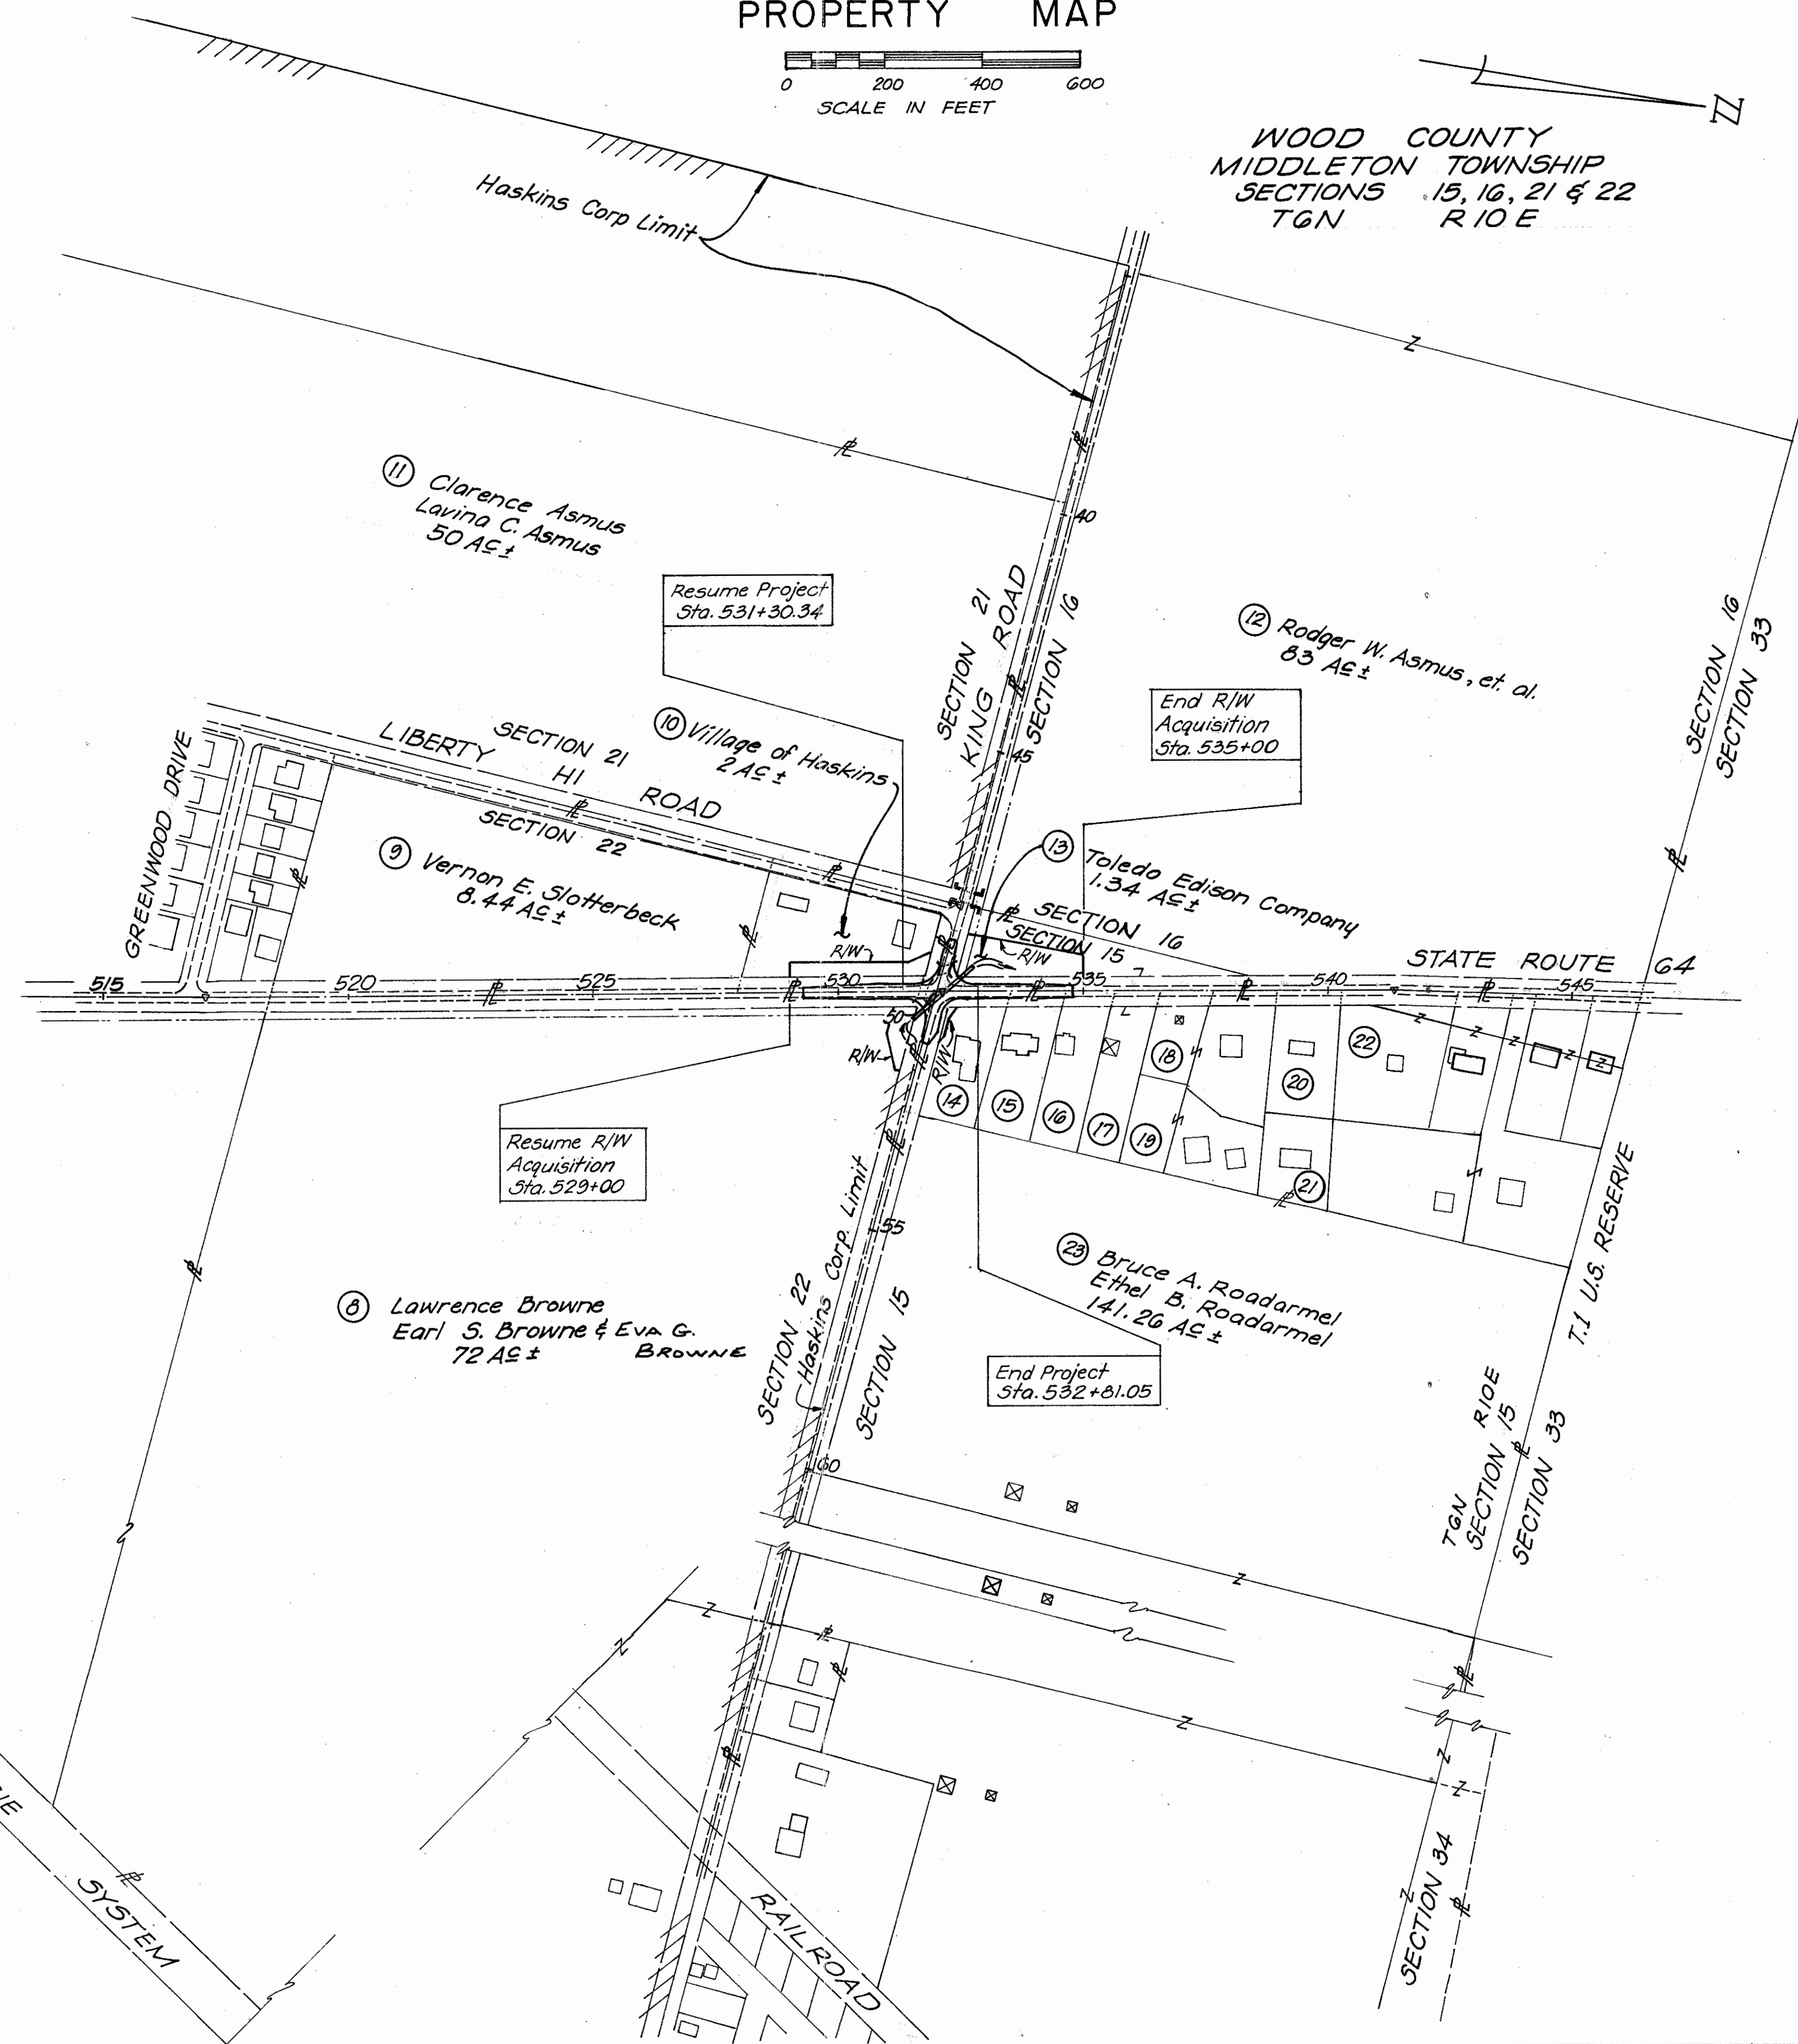 PROPERTY MAP
0 200 400 600
SCALE IN FEET
N
WOOD COUNTY
MIDDLETON TOWNSHIP
SECTIONS 15, 16, 21 & 22
T6N R10E
Haskins Corp Limit
11 Clarence Asmus
Lavina C. Asmus
50 Ac ±
40
Resume Project
Sta. 531+30.34
SECTION 21
KING ROAD
SECTION 16
12 Rodger W. Asmus, et. al.
83 Ac ±
SECTION 16
SECTION 33
End R/W
Acquisition
Sta. 535+00
45
10 Village of Haskins
2 Ac ±
SECTION 21
LIBERTY HI ROAD
SECTION 22
GREENWOOD DRIVE
9 Vernon E. Slotterbeck
8.44 Ac ±
13 Toledo Edison Company
1.34 Ac ±
SECTION 16
SECTION 15
R/W
R/W
STATE ROUTE 64
515 520 525 530 535 540 545
50
R/W
R/W
14
15
16
17
18
19
20
21
22
Resume R/W
Acquisition
Sta. 529+00
55
T.1 U.S. RESERVE
8 Lawrence Browne
Earl S. Browne & EVA G.
BROWNE
72 Ac ±
SECTION 22
Haskins Corp. Limit
SECTION 15
23 Bruce A. Roadarmel
Ethel B. Roadarmel
141.26 Ac ±
End Project
Sta. 532+81.05
60
T6N R10E
SECTION 15
SECTION 33
SECTION 34
SYSTEM
RAILROAD